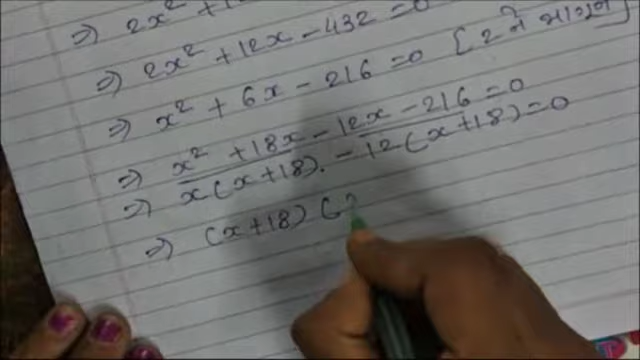 ⇒) 2x² + 12x - 432 = 0
⇒) x² + 6x - 216 = 0 [2
⇒) x² + 18x - 12x - 216 = 0
⇒) x(x+18) - 12(x+18) = 0
⇒) (x+18) (